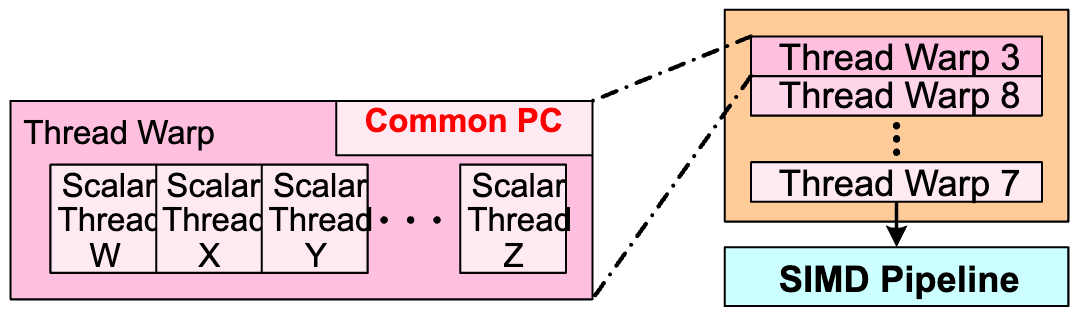 Thread Warp
Common PC
Scalar Thread W
Scalar Thread X
Scalar Thread Y
. . .
Scalar Thread Z
Thread Warp 3
Thread Warp 8
Thread Warp 7
SIMD Pipeline